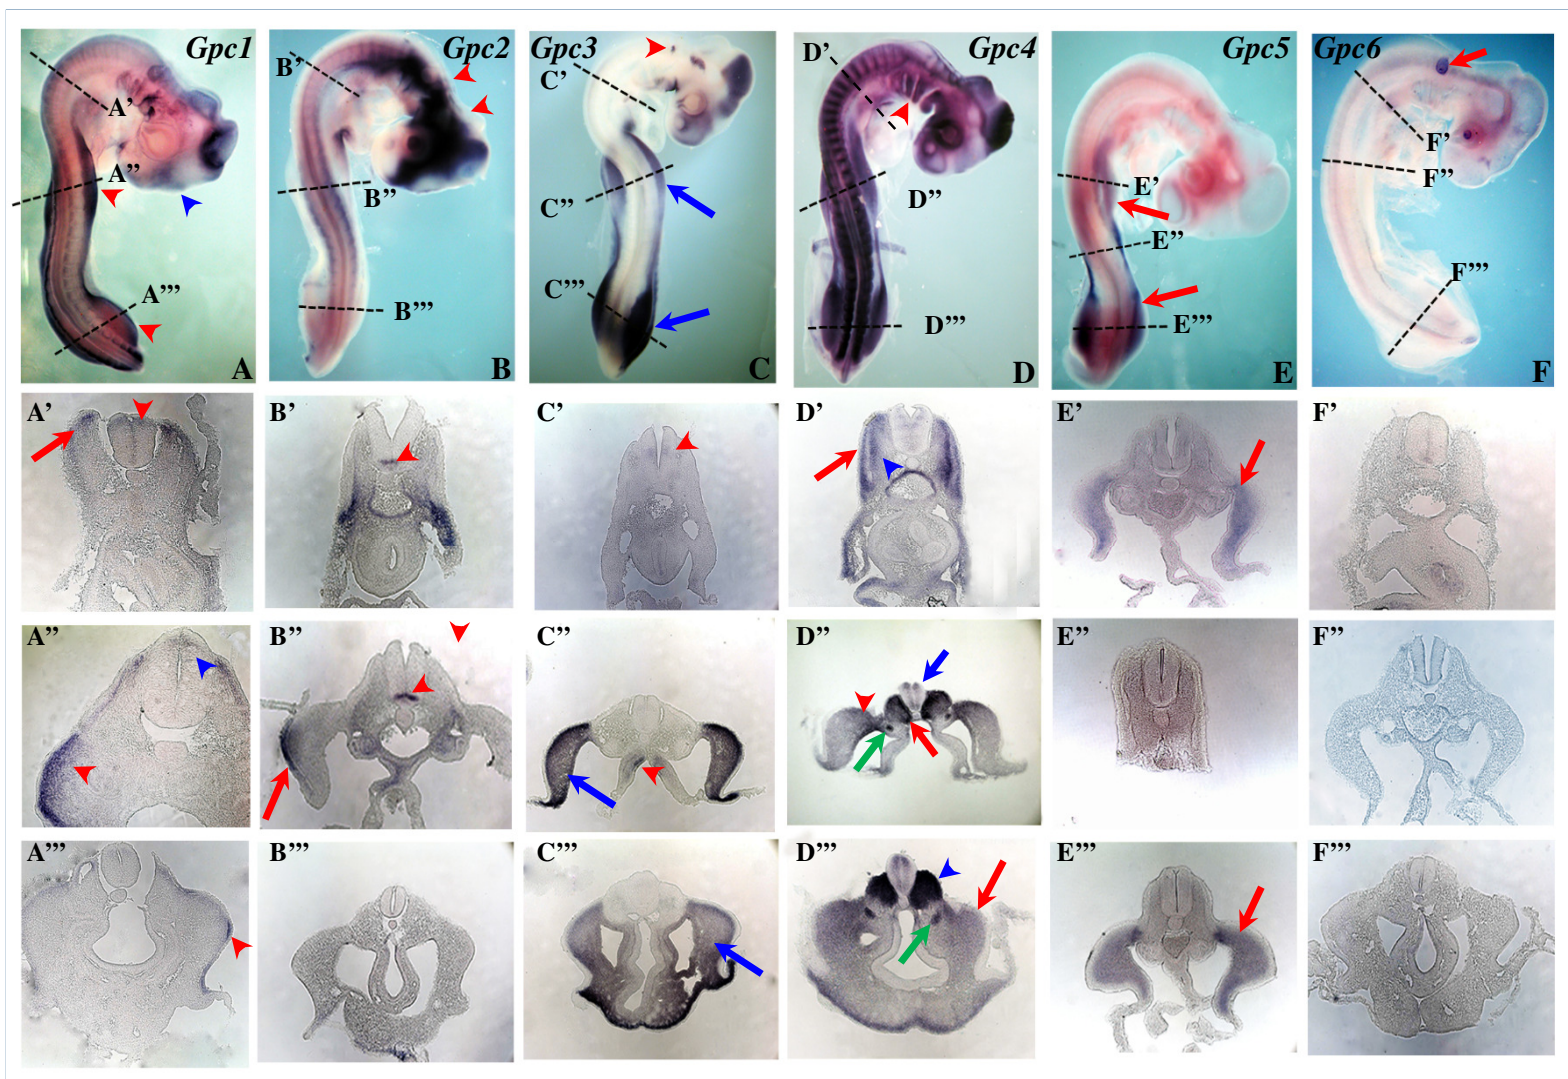 Gpc1 Gpc2 Gpc3 Gpc4 Gpc5 Gpc6
A’ B’ C’ D’ E’ F’
A’’ B’’ C’’ D’’ E’’ F’’
A’’’ B’’’ C’’’ D’’’ E’’’ F’’’
A B C D E F
A’ B’ C’ D’ E’ F’
A’’ B’’ C’’ D’’ E’’ F’’
A’’’ B’’’ C’’’ D’’’ E’’’ F’’’